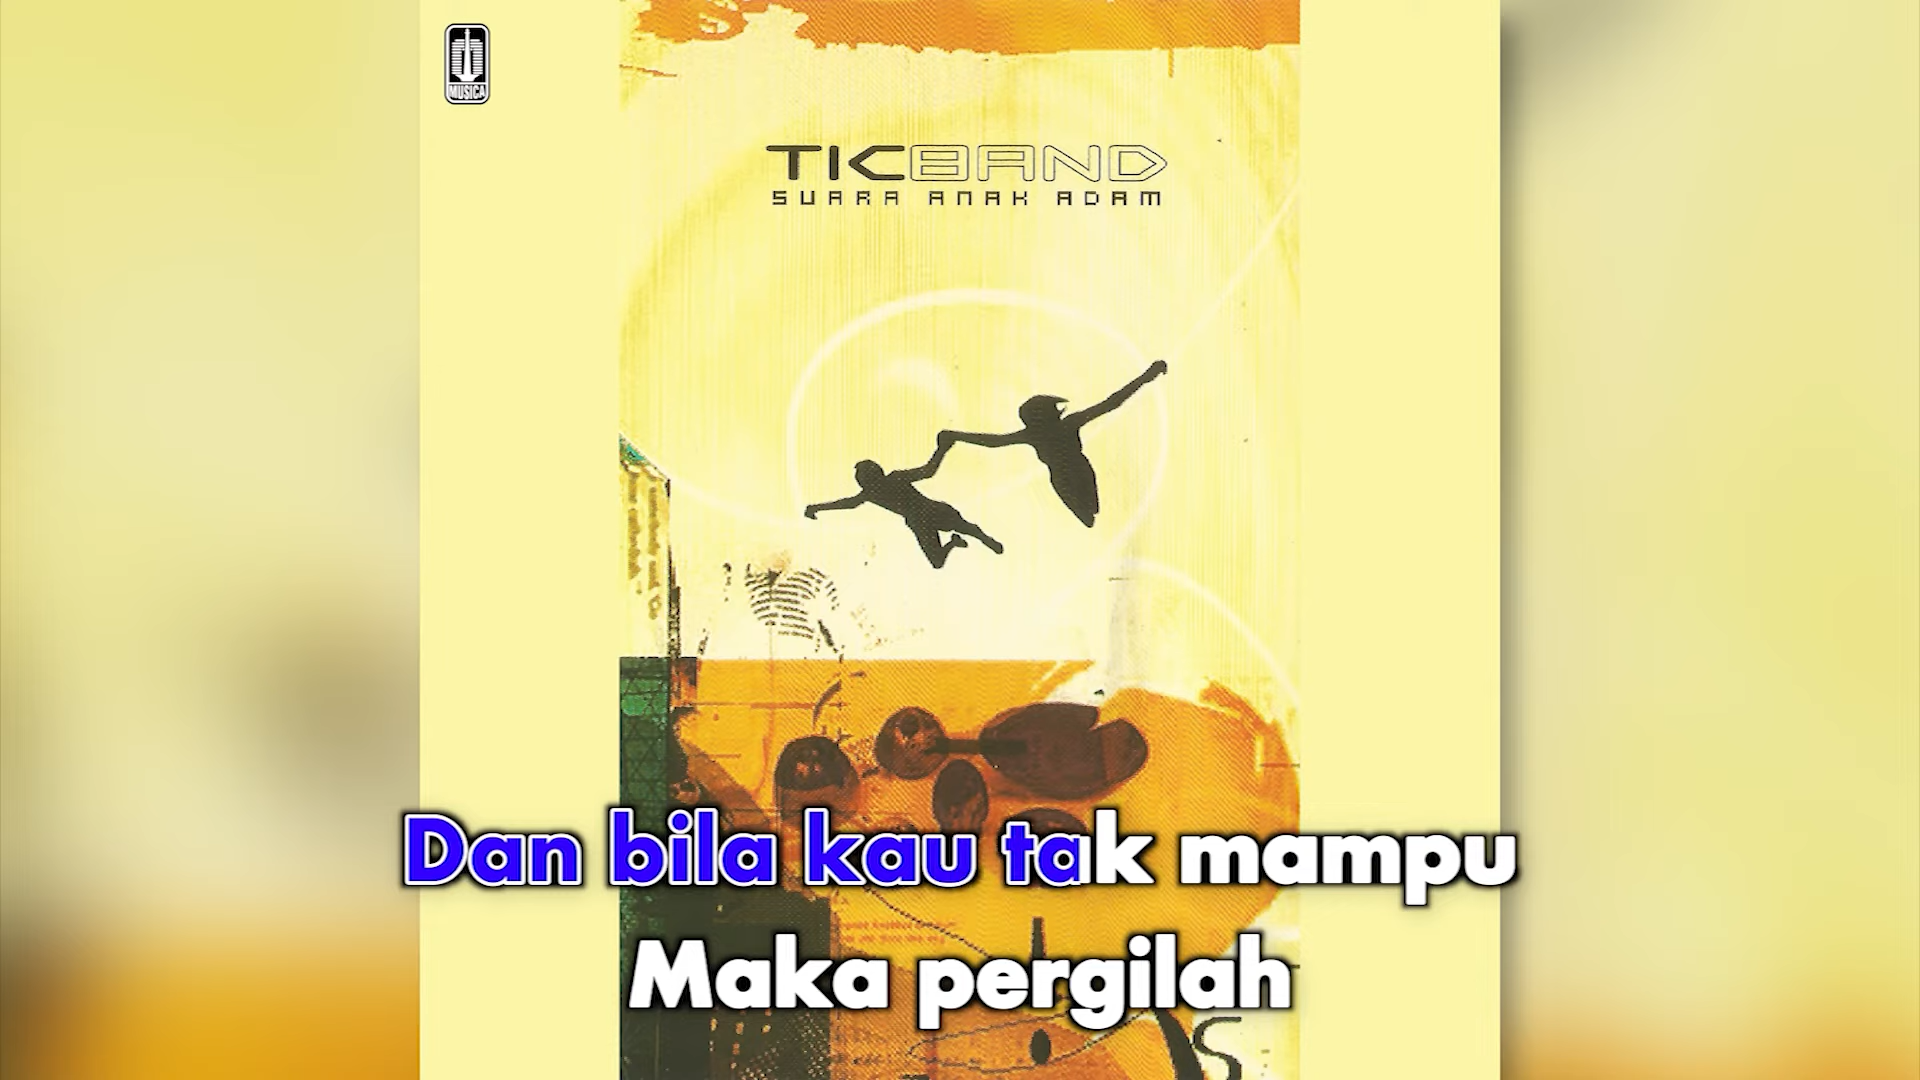 MUSICA
TICBAND
SUARA ANAK ADAM
Dan bila kau tak mampu
Maka pergilah